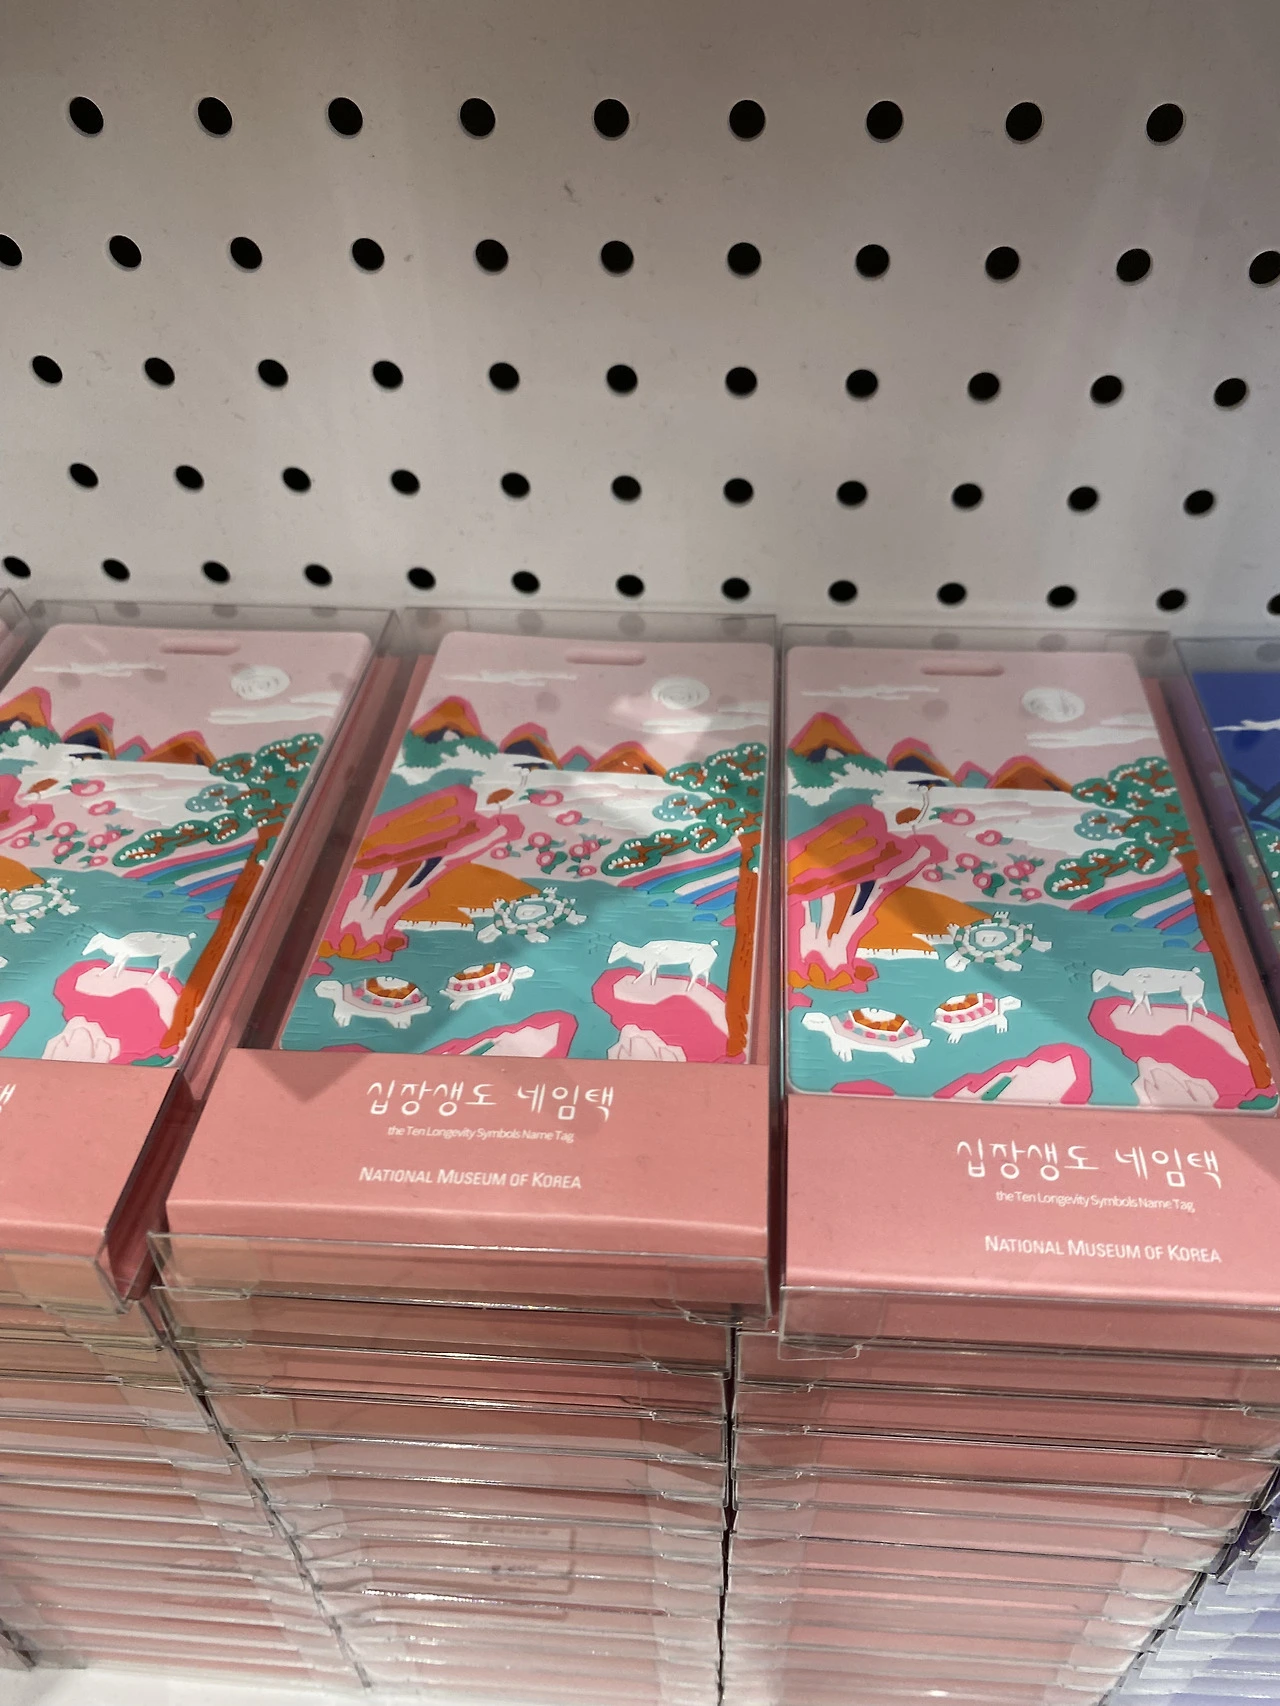 택
십장생도 네임택
the Ten Longevity Symbols Name Tag
NATIONAL MUSEUM OF KOREA
십장생도 네임택
the Ten Longevity Symbols Name Tag
NATIONAL MUSEUM OF KOREA